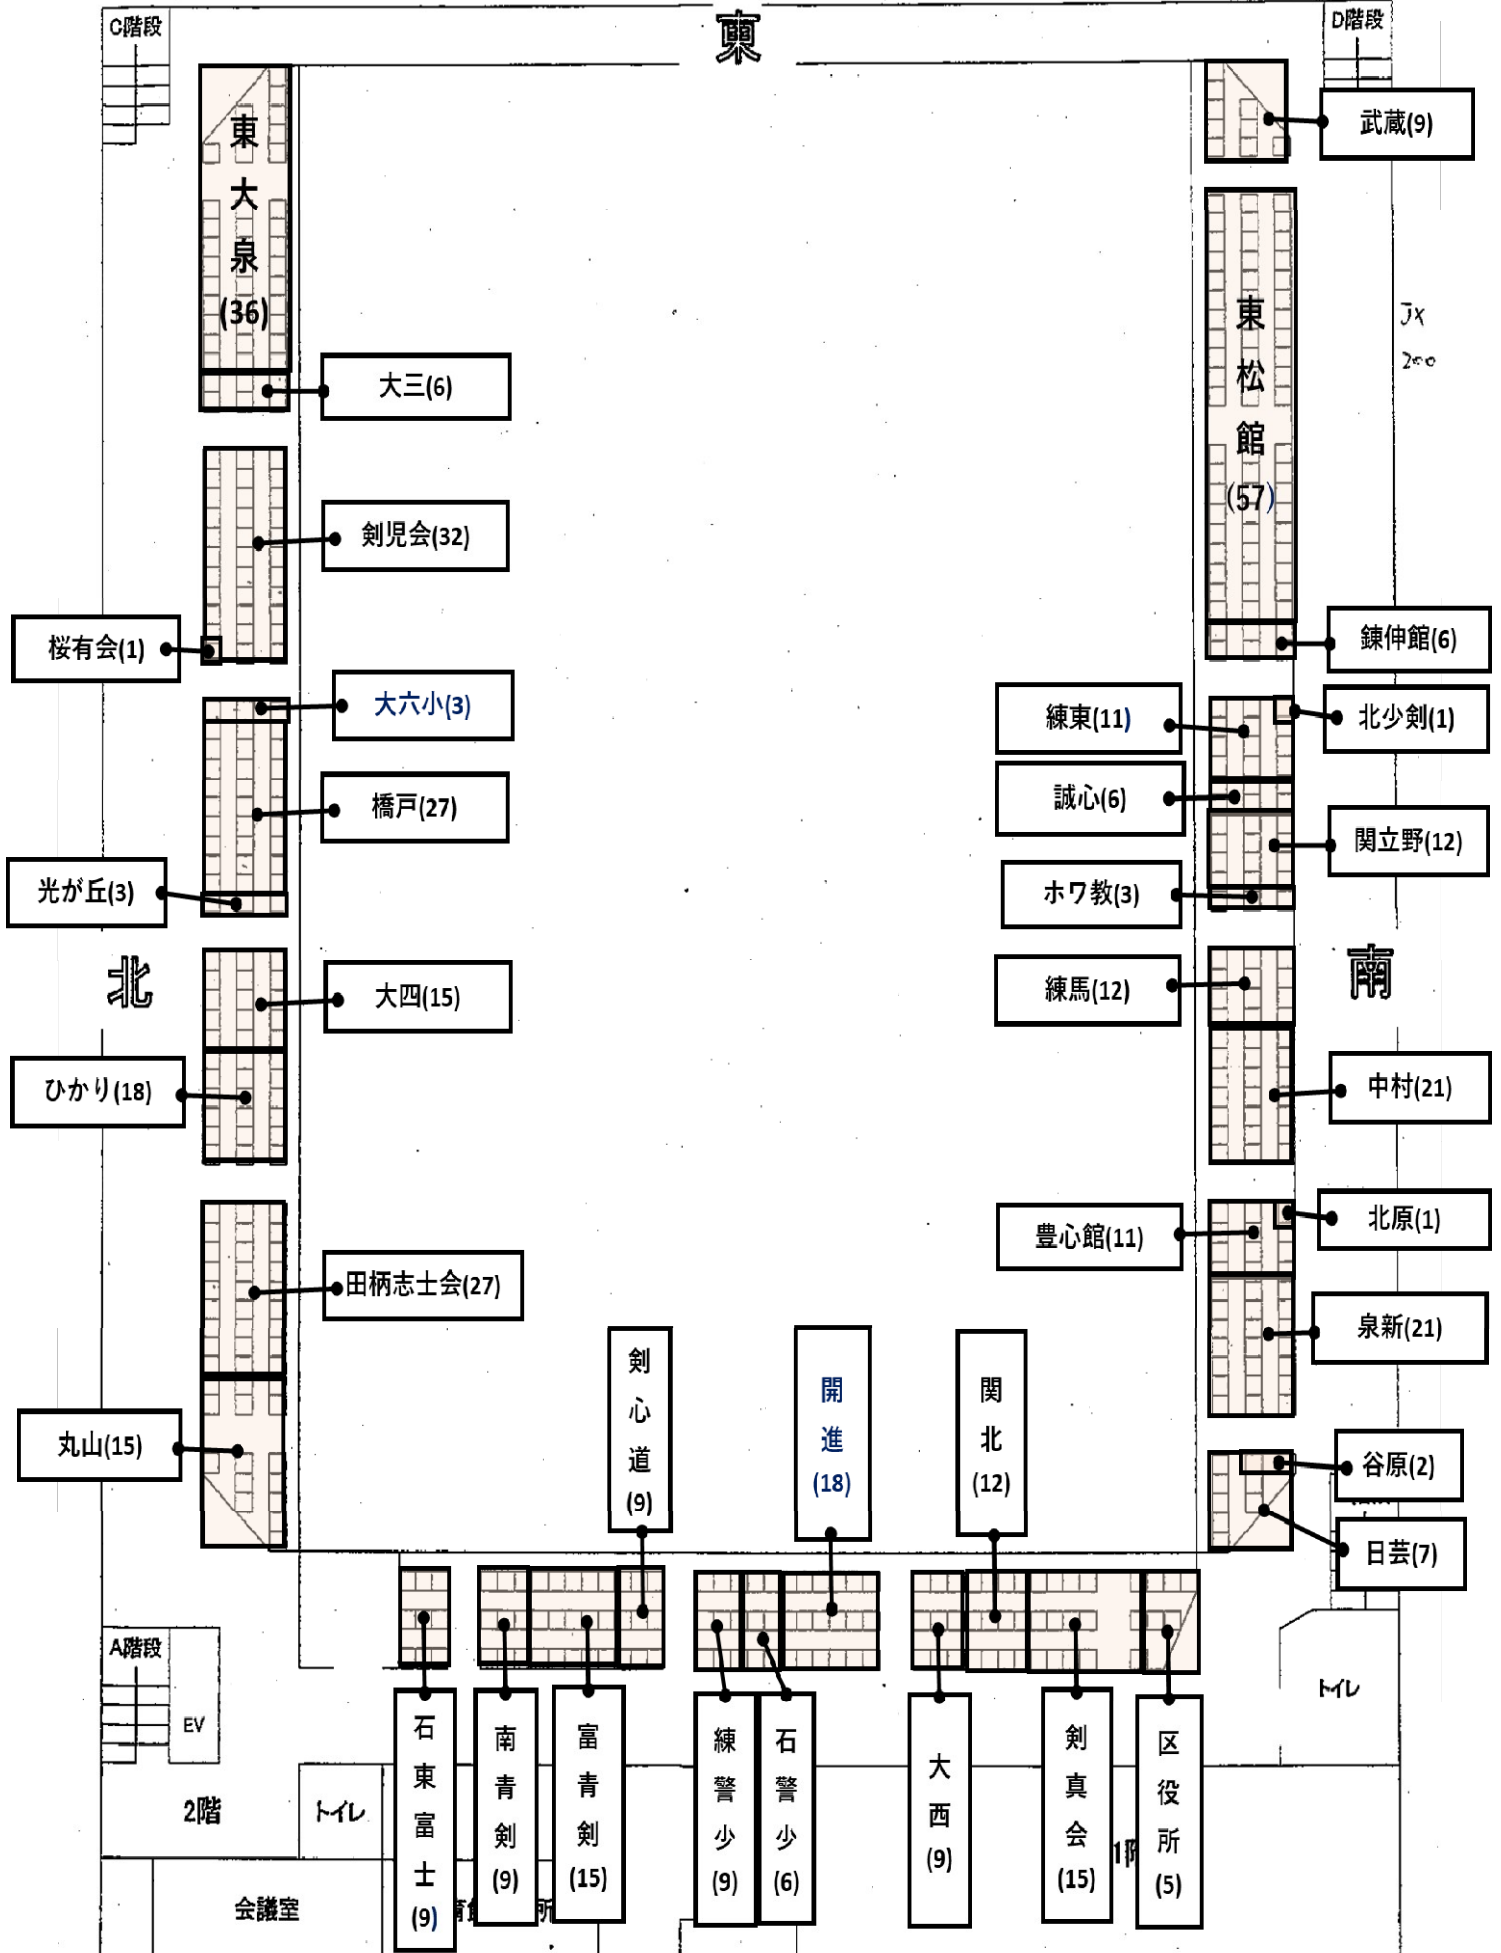 東
C階段
D階段
武蔵(9)
東大泉(36)
東松館(57)
大三(6)
剣児会(32)
桜有会(1)
大六小(3)
橋戸(27)
光が丘(3)
北
大四(15)
ひかり(18)
田柄志士会(27)
丸山(15)
JX
200
錬伸館(6)
練東(11)
北少剣(1)
誠心(6)
関立野(12)
ホワ教(3)
南
練馬(12)
中村(21)
豊心館(11)
北原(1)
泉新(21)
谷原(2)
日芸(7)
剣心道(9)
開進(18)
関北(12)
石東富士(9)
南青剣(9)
富青剣(15)
練警少(9)
石警少(6)
大西(9)
剣真会(15)
区役所(5)
A階段
EV
2階
トイレ
会議室
トイレ